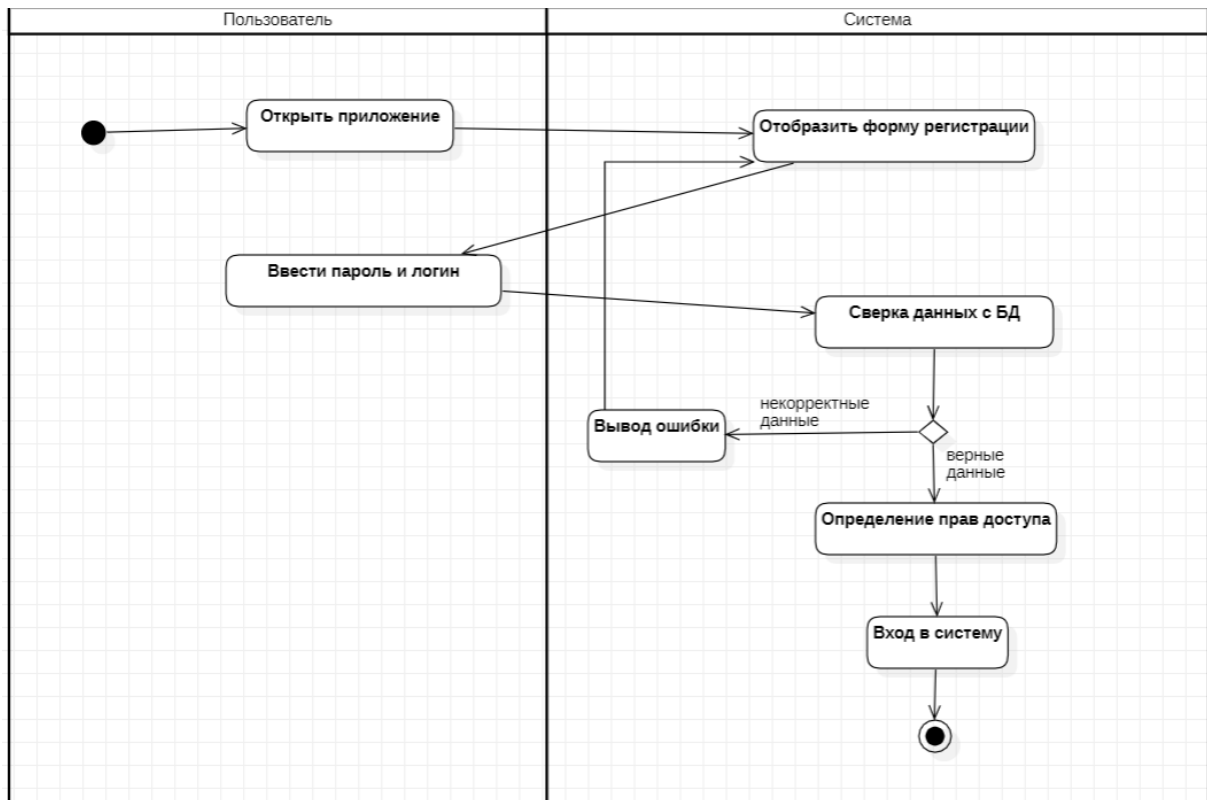 Пользователь
Система
Открыть приложение
Отобразить форму регистрации
Ввести пароль и логин
Сверка данных с БД
некорректные
данные
Вывод ошибки
верные
данные
Определение прав доступа
Вход в систему